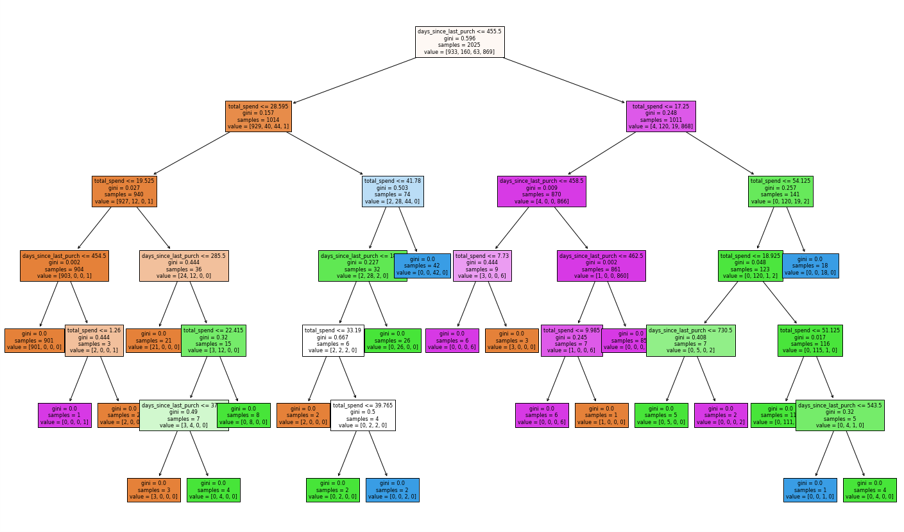 days_since_last_purch <= 455.5
gini = 0.596
samples = 2025
value = [933, 160, 63, 869]
total_spend <= 28.595
gini = 0.157
samples = 1014
value = [929, 40, 44, 1]
total_spend <= 17.25
gini = 0.248
samples = 1011
value = [4, 120, 19, 868]
total_spend <= 19.525
gini = 0.027
samples = 940
value = [927, 12, 0, 1]
total_spend <= 41.78
gini = 0.503
samples = 74
value = [2, 28, 44, 0]
days_since_last_purch <= 458.5
gini = 0.009
samples = 870
value = [4, 0, 0, 866]
total_spend <= 54.125
gini = 0.257
samples = 141
value = [0, 120, 19, 2]
days_since_last_purch <= 454.5
gini = 0.002
samples = 904
value = [903, 0, 0, 1]
days_since_last_purch <= 285.5
gini = 0.444
samples = 36
value = [24, 12, 0, 0]
days_since_last_purch <=
gini = 0.227
samples = 32
value = [2, 28, 2, 0]
gini = 0.0
samples = 42
value = [0, 0, 42, 0]
total_spend <= 7.73
gini = 0.444
samples = 9
value = [3, 0, 0, 6]
days_since_last_purch <= 462.5
gini = 0.002
samples = 861
value = [1, 0, 0, 860]
total_spend <= 18.925
gini = 0.048
samples = 123
value = [0, 120, 1, 2]
gini = 0.0
samples = 18
value = [0, 0, 18, 0]
gini = 0.0
samples = 901
value = [901, 0, 0, 0]
total_spend <= 1.26
gini = 0.444
samples = 3
value = [2, 0, 0, 1]
gini = 0.0
samples = 21
value = [21, 0, 0, 0]
total_spend <= 22.415
gini = 0.32
samples = 15
value = [3, 12, 0, 0]
total_spend <= 33.19
gini = 0.667
samples = 6
value = [2, 2, 2, 0]
gini = 0.0
samples = 26
value = [0, 26, 0, 0]
gini = 0.0
samples = 6
value = [0, 0, 0, 6]
gini = 0.0
samples = 3
value = [3, 0, 0, 0]
total_spend <= 9.985
gini = 0.245
samples = 7
value = [1, 0, 0, 6]
gini = 0.0
samples =
value = [0, 0, 0,
days_since_last_purch <= 730.5
gini = 0.408
samples = 7
value = [0, 5, 0, 2]
total_spend <= 51.125
gini = 0.017
samples = 116
value = [0, 115, 1, 0]
gini = 0.0
samples = 1
value = [0, 0, 0, 1]
gini = 0.0
samples =
value = [2, 0,
days_since_last_purch <=
gini = 0.49
samples = 7
value = [3, 4, 0, 0]
gini = 0.0
samples = 8
value = [0, 8, 0, 0]
gini = 0.0
samples = 2
value = [2, 0, 0, 0]
total_spend <= 39.765
gini = 0.5
samples = 4
value = [0, 2, 2, 0]
gini = 0.0
samples = 6
value = [0, 0, 0, 6]
gini = 0.0
samples = 1
value = [1, 0, 0, 0]
gini = 0.0
samples = 5
value = [0, 5, 0, 0]
gini = 0.0
samples = 2
value = [0, 0, 0, 2]
gini = 0.0
samples =
value = [0, 111,
days_since_last_purch <= 543.5
gini = 0.32
samples = 5
value = [0, 4, 1, 0]
gini = 0.0
samples = 3
value = [3, 0, 0, 0]
gini = 0.0
samples = 4
value = [0, 4, 0, 0]
gini = 0.0
samples = 2
value = [0, 2, 0, 0]
gini = 0.0
samples = 2
value = [0, 0, 2, 0]
gini = 0.0
samples = 1
value = [0, 0, 1, 0]
gini = 0.0
samples = 4
value = [0, 4, 0, 0]